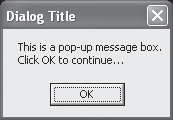 Dialog Title
This is a pop-up message box.
Click OK to continue...
OK